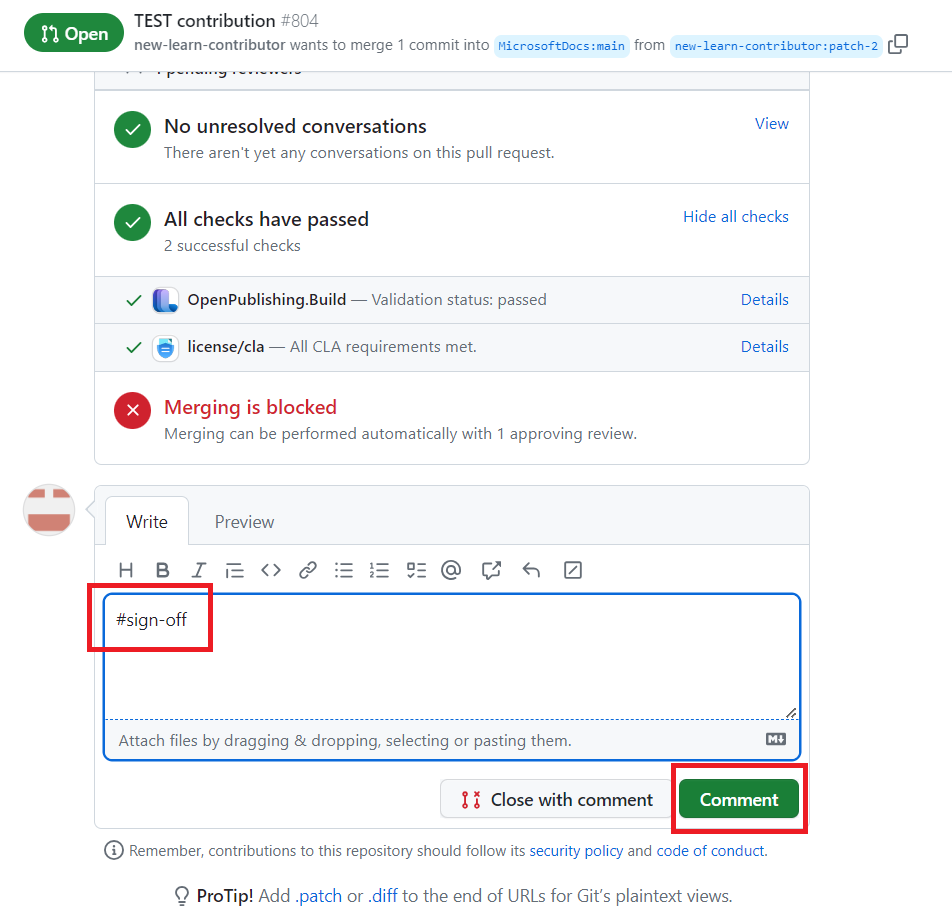 Open
TEST contribution #804
new-learn-contributor wants to merge 1 commit into MicrosoftDocs:main from new-learn-contributor:patch-2
1 pending reviewers
No unresolved conversations
View
There aren't yet any conversations on this pull request.
All checks have passed
Hide all checks
2 successful checks
OpenPublishing.Build — Validation status: passed
Details
license/cla — All CLA requirements met.
Details
Merging is blocked
Merging can be performed automatically with 1 approving review.
Write
Preview
#sign-off
Attach files by dragging & dropping, selecting or pasting them.
Close with comment
Comment
Remember, contributions to this repository should follow its security policy and code of conduct.
ProTip! Add .patch or .diff to the end of URLs for Git’s plaintext views.